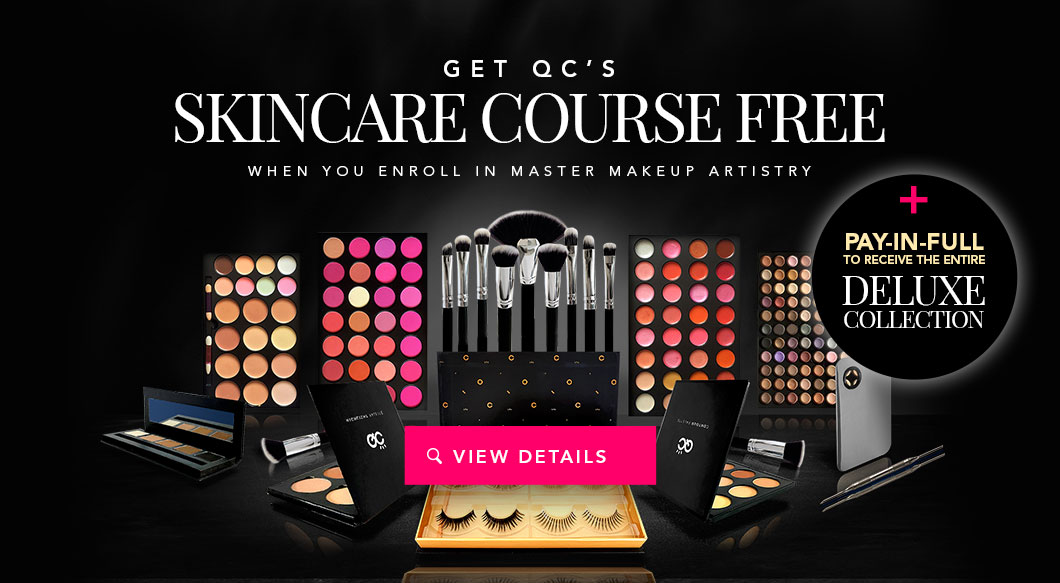 GET QC'S
SKINCARE COURSE FREE
WHEN YOU ENROLL IN MASTER MAKEUP ARTISTRY
+
PAY-IN-FULL
TO RECEIVE THE ENTIRE
DELUXE
COLLECTION
QC
QC
VIEW DETAILS